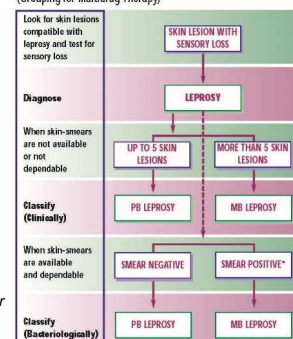 (Grouping for Multidrug Therapy)
Look for skin lesions
compatible with
leprosy and test for
sensory loss
SKIN LESION WITH
SENSORY LOSS
Diagnose
LEPROSY
When skin-smears
are not available
or not
dependable
UP TO 5 SKIN
LESIONS
MORE THAN 5 SKIN
LESIONS
Classify
(Clinically)
PB LEPROSY
MB LEPROSY
When skin-smears
are available
and dependable
SMEAR NEGATIVE
SMEAR POSITIVE*
Classify
(Bacteriologically)
PB LEPROSY
MB LEPROSY